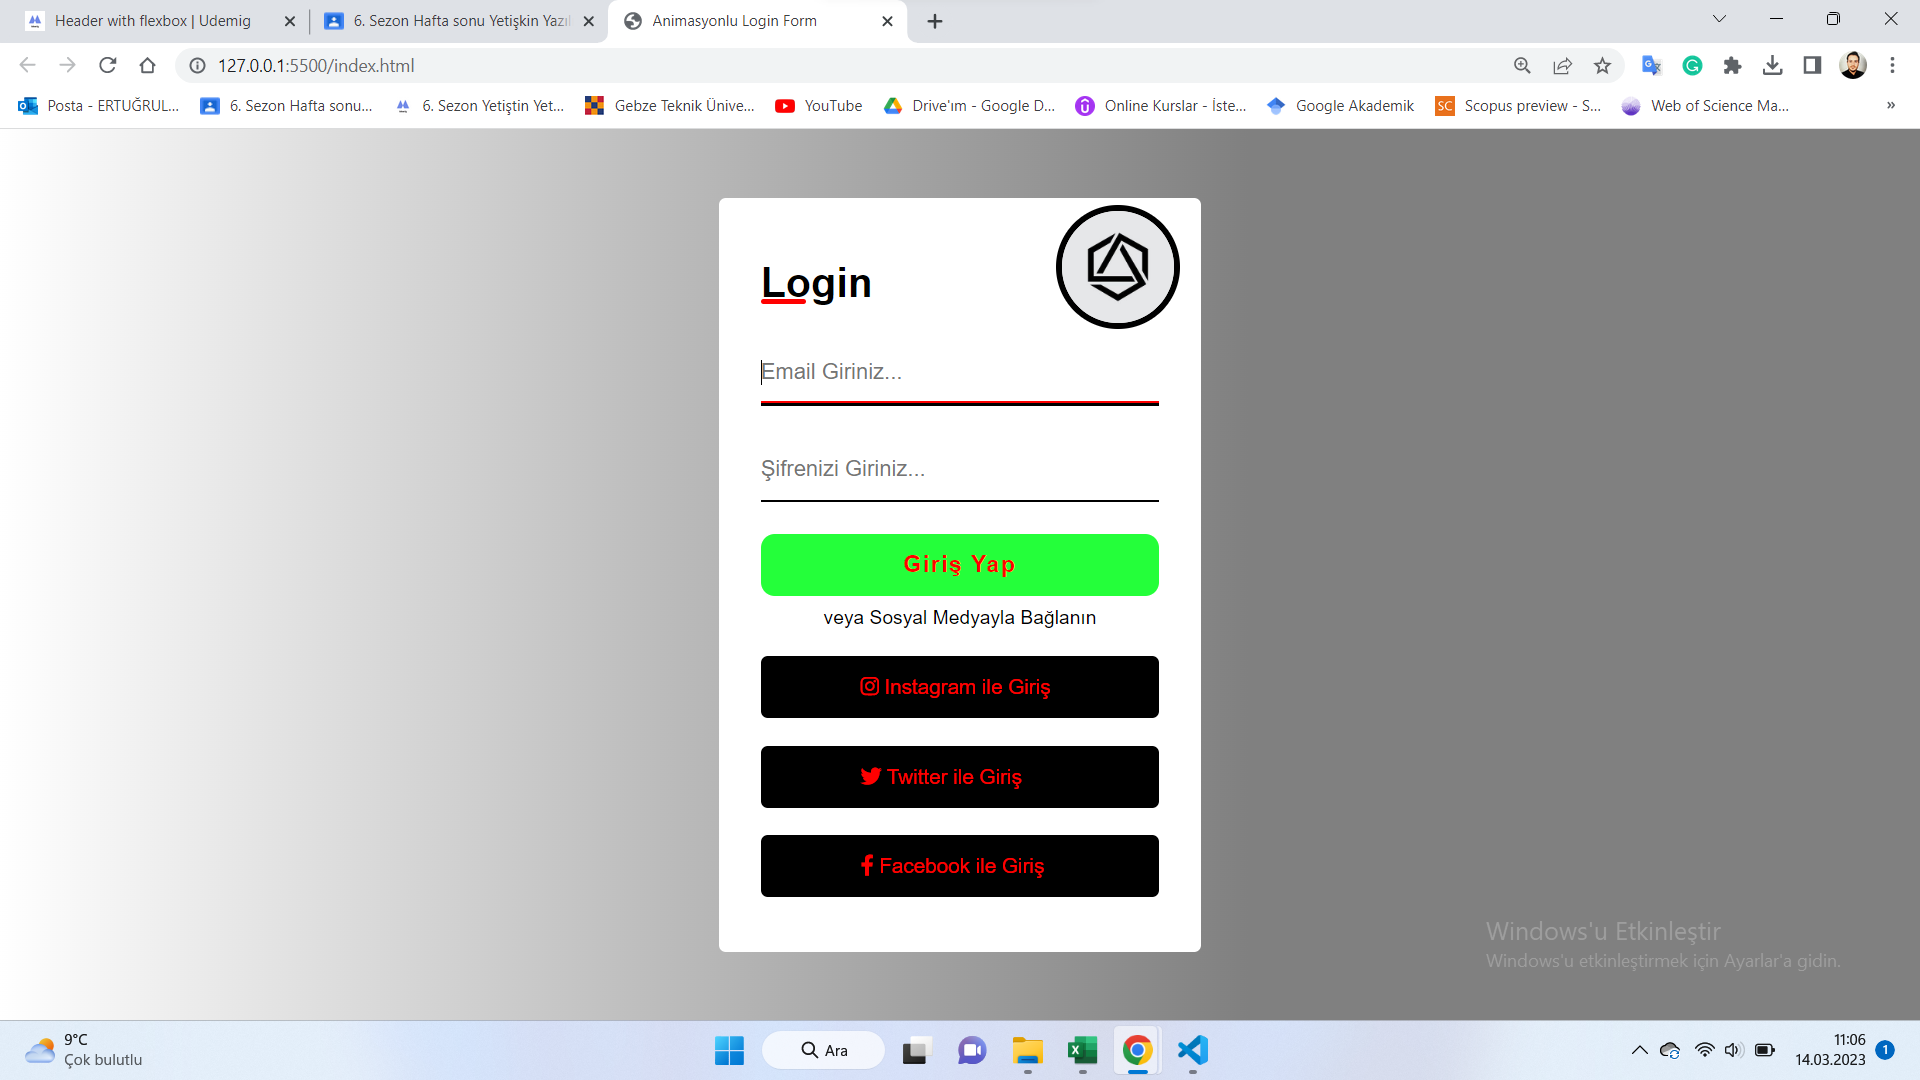 Header with flexbox | Udemig
6. Sezon Hafta sonu Yetişkin Yazıl
Animasyonlu Login Form
127.0.0.1:5500/index.html
Posta - ERTUĞRUL...
6. Sezon Hafta sonu...
6. Sezon Yetiştin Yet...
Gebze Teknik Ünive...
YouTube
Drive'ım - Google D...
Online Kurslar - İste...
Google Akademik
SC
Scopus preview - S...
Web of Science Ma...
»
Login
Email Giriniz...
Şifrenizi Giriniz...
Giriş Yap
veya Sosyal Medyayla Bağlanın
Instagram ile Giriş
Twitter ile Giriş
Facebook ile Giriş
Windows'u Etkinleştir
Windows'u etkinleştirmek için Ayarlar'a gidin.
9°C
Çok bulutlu
Ara
11:06
14.03.2023
1